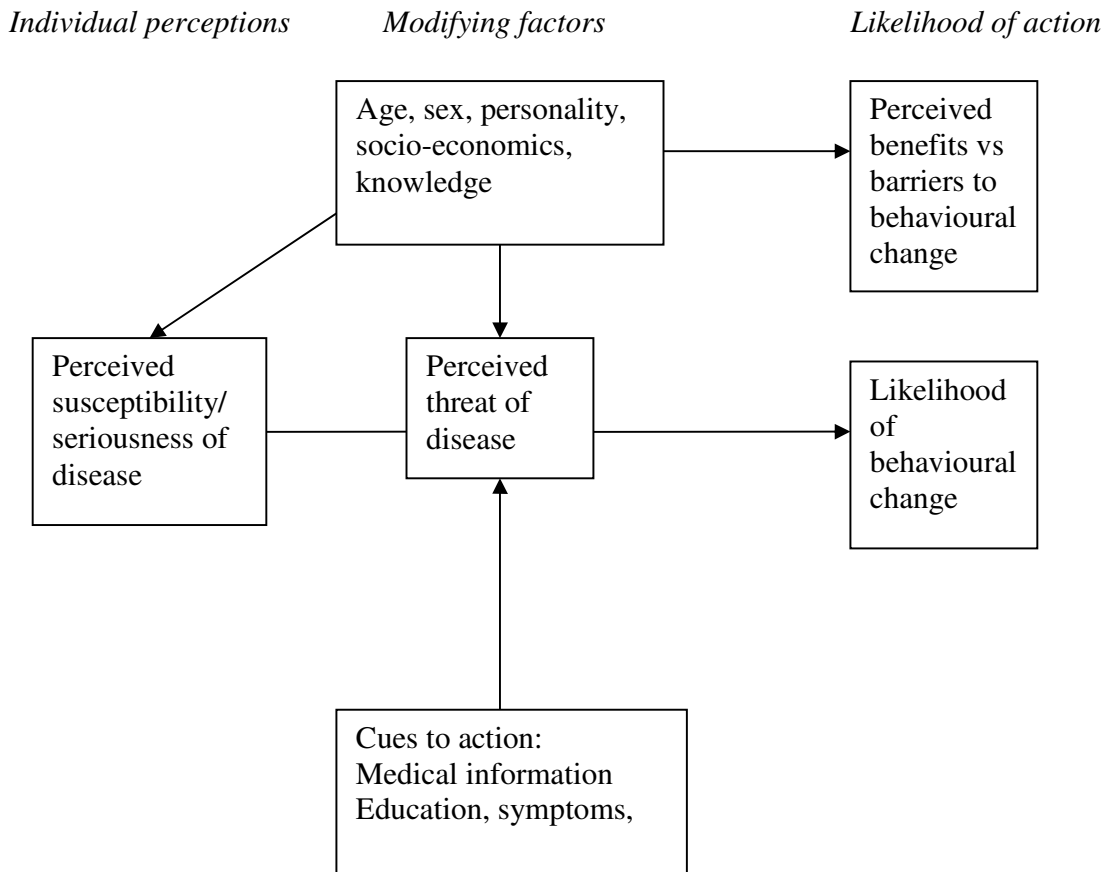 Individual perceptions
Modifying factors
Likelihood of action
Age, sex, personality,
socio-economics,
knowledge
Perceived
benefits vs
barriers to
behavioural
change
Perceived
susceptibility/
seriousness of
disease
Perceived
threat of
disease
Likelihood
of
behavioural
change
Cues to action:
Medical information
Education, symptoms,